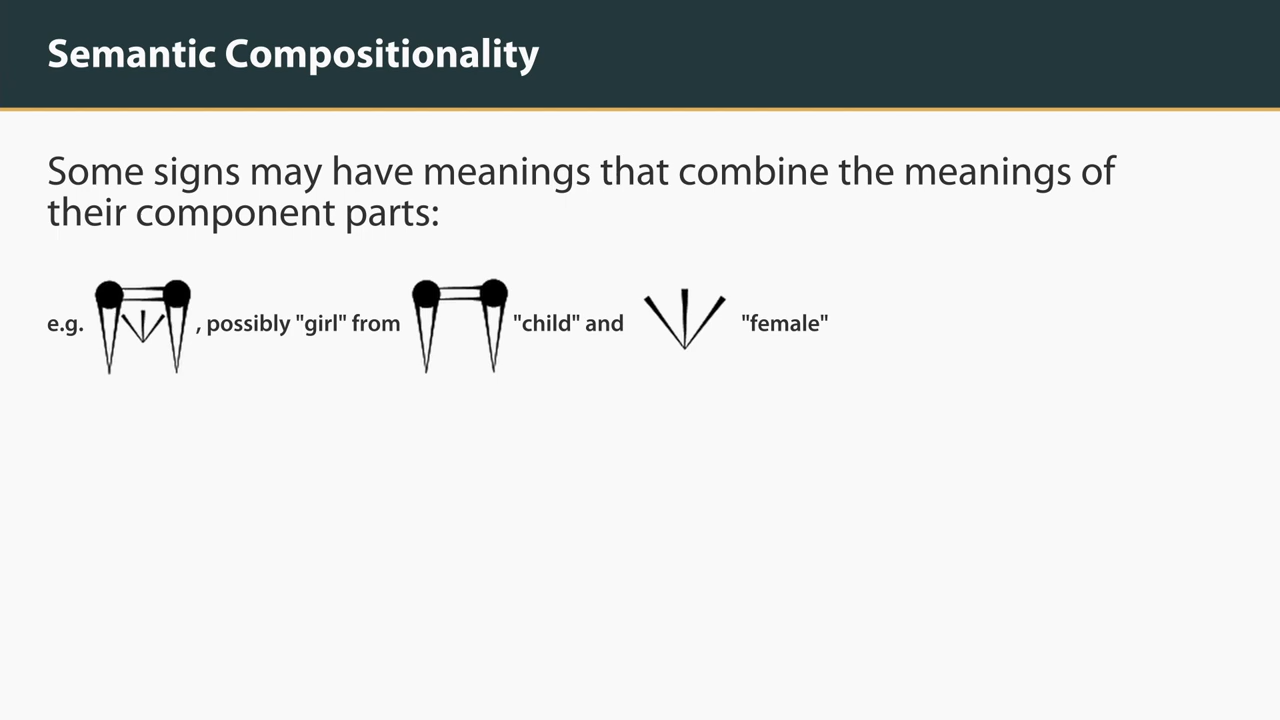 Semantic Compositionality
Some signs may have meanings that combine the meanings of
their component parts:
e.g. , possibly "girl" from "child" and "female"